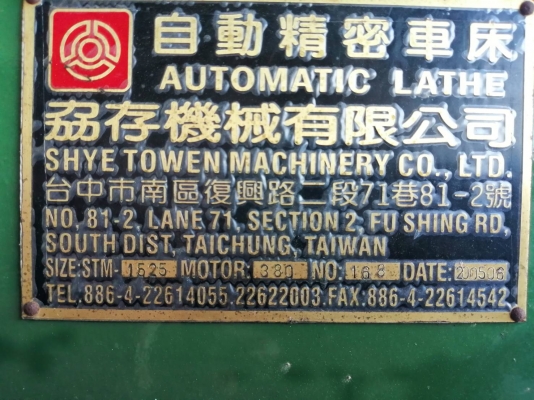 自動精密車床
AUTOMATIC LATHE
劦存機械有限公司
SHYE TOWEN MACHINERY CO., LTD.
台中市南區復興路二段71巷81-2號
NO. 81-2, LANE 71, SECTION 2, FU SHING RD,
SOUTH DIST, TAICHUNG, TAIWAN
SIZE:STM-1525 MOTOR:380 NO:168 DATE:200506
TEL.886-4-22614055.22622003.FAX:886-4-22614542